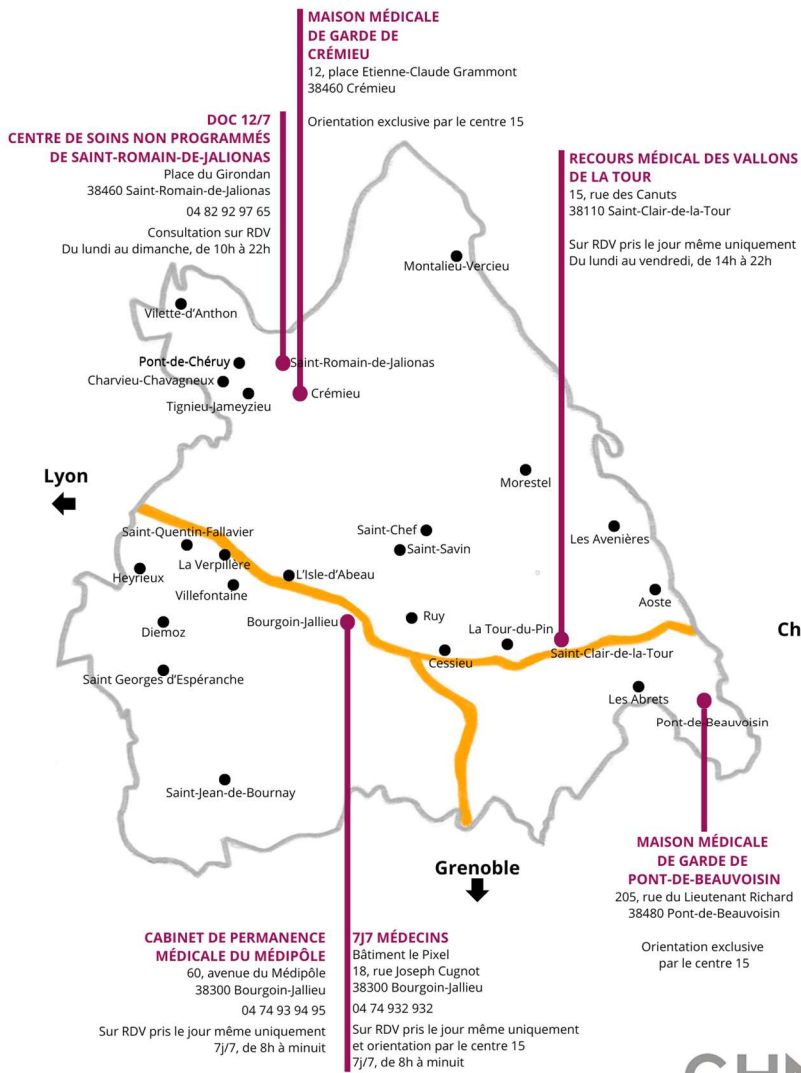 MAISON MÉDICALE
DE GARDE DE
CRÉMIEU
12, place Etienne-Claude Grammont
38460 Crémieu
Orientation exclusive par le centre 15
DOC 12/7
CENTRE DE SOINS NON PROGRAMMÉS
DE SAINT-ROMAIN-DE-JALIONAS
Place du Girondan
38460 Saint-Romain-de-Jalionas
04 82 92 97 65
Consultation sur RDV
Du lundi au dimanche, de 10h à 22h
RECOURS MÉDICAL DES VALLONS
DE LA TOUR
15, rue des Canuts
38110 Saint-Clair-de-la-Tour
Sur RDV pris le jour même uniquement
Du lundi au vendredi, de 14h à 22h
Montalieu-Vercieu
Vilette-d'Anthon
Pont-de-Chéruy
Saint-Romain-de-Jalionas
Charvieu-Chavagneux
Tignieu-Jameyzieu
Crémieu
Lyon
Morestel
Saint-Quentin-Fallavier
Saint-Chef
Les Avenières
La Verpillère
Saint-Savin
Heyrieux
L'Isle-d'Abeau
Villefontaine
Aoste
Bourgoin-Jallieu
Ruy
Diemoz
La Tour-du-Pin
Ch
Cessieu
Saint-Clair-de-la-Tour
Saint Georges d'Espéranche
Les Abrets
Pont-de-Beauvoisin
Saint-Jean-de-Bournay
Grenoble
MAISON MÉDICALE
DE GARDE DE
PONT-DE-BEAUVOISIN
205, rue du Lieutenant Richard
38480 Pont-de-Beauvoisin
Orientation exclusive
par le centre 15
CABINET DE PERMANENCE
MÉDICALE DU MÉDIPÔLE
60, avenue du Médipôle
38300 Bourgoin-Jallieu
04 74 93 94 95
Sur RDV pris le jour même uniquement
7j/7, de 8h à minuit
7J7 MÉDECINS
Bâtiment le Pixel
18, rue Joseph Cugnot
38300 Bourgoin-Jallieu
04 74 932 932
Sur RDV pris le jour même uniquement
et orientation par le centre 15
7j/7, de 8h à minuit